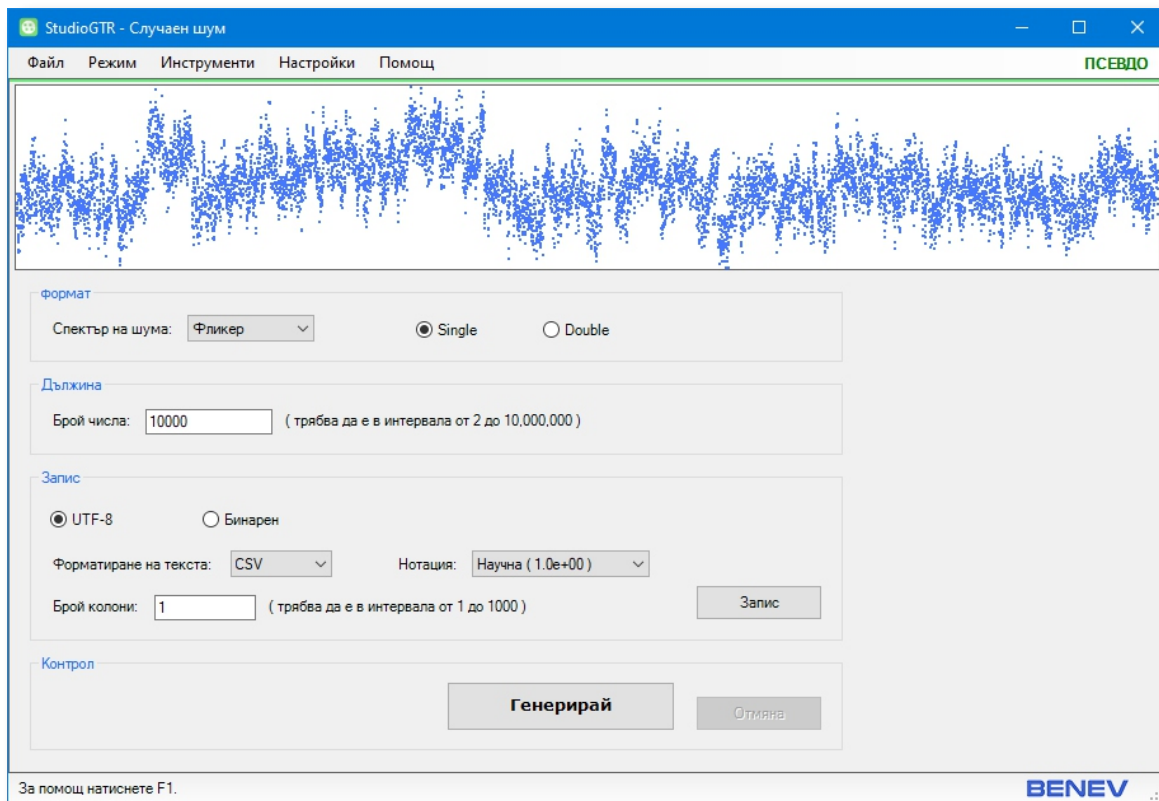 StudioGTR - Случаен шум
Файл Режим Инструменти Настройки Помощ ПСЕВДО
Формат
Спектър на шума: Фликер Single Double
Дължина
Брой числа: 10000 ( трябва да е в интервала от 2 до 10,000,000 )
Запис
UTF-8 Бинарен
Форматиране на текста: CSV Нотация: Научна ( 1.0e+00 )
Брой колони: 1 ( трябва да е в интервала от 1 до 1000 ) Запис
Контрол
Генерирай Отмяна
За помощ натиснете F1. BENEV